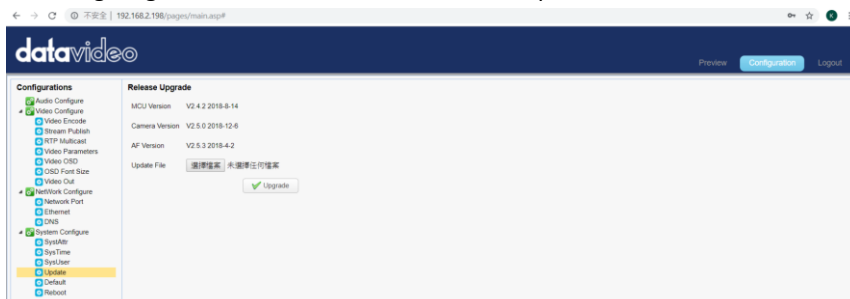 不安全 | 192.168.2.198/pages/main.asp#
K
datavideo
Preview
Configuration
Logout
Configurations
Audio Configure
Video Configure
Video Encode
Stream Publish
RTP Multicast
Video Parameters
Video OSD
OSD Font Size
Video Out
NetWork Configure
Network Port
Ethernet
DNS
System Configure
SystAttr
SysTime
SysUser
Update
Default
Reboot
Release Upgrade
MCU Version V2.4.2 2018-8-14
Camera Version V2.5.0 2018-12-6
AF Version V2.5.3 2018-4-2
Update File 選擇檔案 未選擇任何檔案
Upgrade